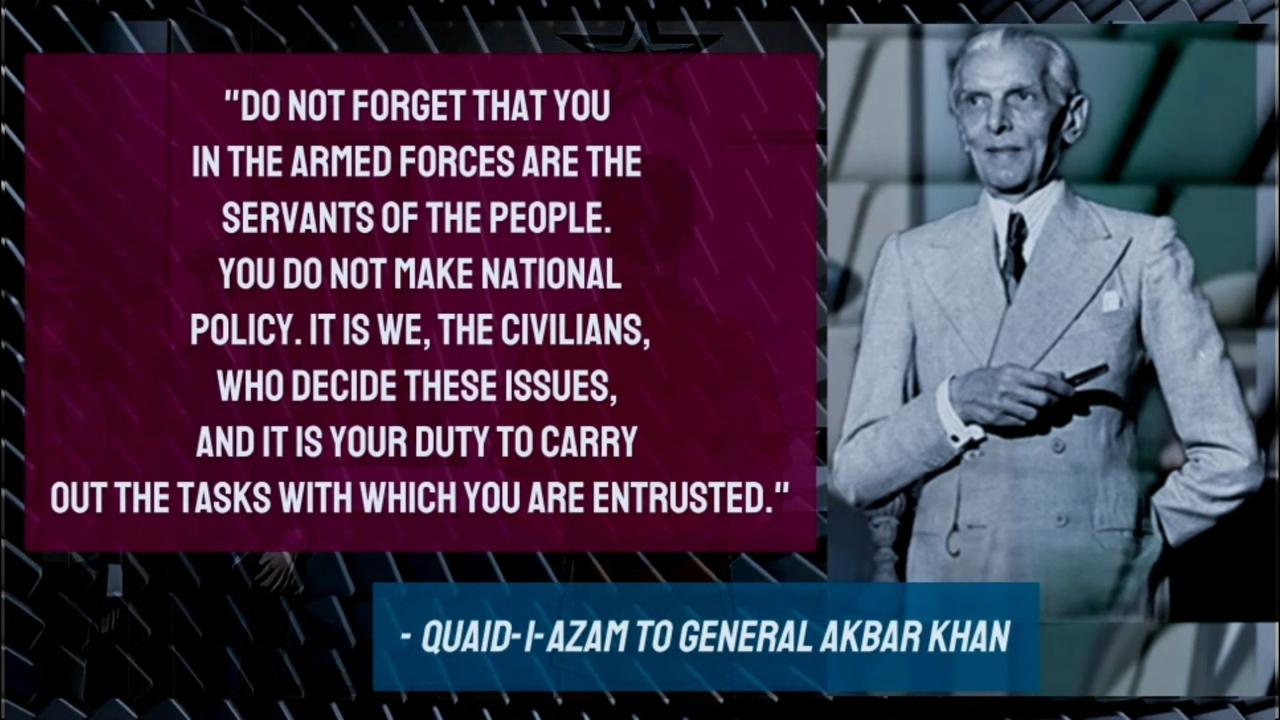 "DO NOT FORGET THAT YOU
IN THE ARMED FORCES ARE THE
SERVANTS OF THE PEOPLE.
YOU DO NOT MAKE NATIONAL
POLICY. IT IS WE, THE CIVILIANS,
WHO DECIDE THESE ISSUES,
AND IT IS YOUR DUTY TO CARRY
OUT THE TASKS WITH WHICH YOU ARE ENTRUSTED."
- QUAID-I-AZAM TO GENERAL AKBAR KHAN